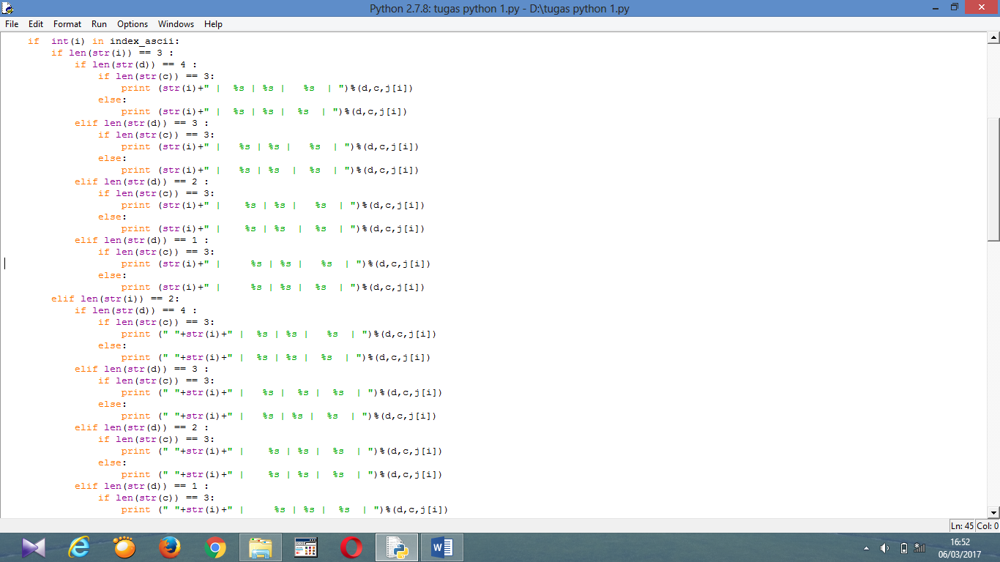 Python 2.7.8: tugas python 1.py - D:\tugas python 1.py
File Edit Format Run Options Windows Help
    if  int(i) in index_ascii:
        if len(str(i)) == 3 :
            if len(str(d)) == 4 :
                if len(str(c)) == 3:
                    print (str(i)+" |  %s | %s |   %s  | ")%(d,c,j[i])
                else:
                    print (str(i)+" |  %s | %s |  %s  | ")%(d,c,j[i])
            elif len(str(d)) == 3 :
                if len(str(c)) == 3:
                    print (str(i)+" |   %s | %s |   %s  | ")%(d,c,j[i])
                else:
                    print (str(i)+" |   %s | %s  |  %s  | ")%(d,c,j[i])
            elif len(str(d)) == 2 :
                if len(str(c)) == 3:
                    print (str(i)+" |    %s | %s |   %s  | ")%(d,c,j[i])
                else:
                    print (str(i)+" |    %s | %s  |  %s  | ")%(d,c,j[i])
            elif len(str(d)) == 1 :
                if len(str(c)) == 3:
                    print (str(i)+" |     %s | %s |   %s  | ")%(d,c,j[i])
                else:
                    print (str(i)+" |     %s | %s |  %s  | ")%(d,c,j[i])
        elif len(str(i)) == 2:
            if len(str(d)) == 4 :
                if len(str(c)) == 3:
                    print (" "+str(i)+" |  %s | %s |   %s  | ")%(d,c,j[i])
                else:
                    print (" "+str(i)+" |  %s | %s |  %s  | ")%(d,c,j[i])
            elif len(str(d)) == 3 :
                if len(str(c)) == 3:
                    print (" "+str(i)+" |   %s |  %s |  %s  | ")%(d,c,j[i])
                else:
                    print (" "+str(i)+" |   %s | %s |  %s  | ")%(d,c,j[i])
            elif len(str(d)) == 2 :
                if len(str(c)) == 3:
                    print (" "+str(i)+" |    %s | %s |  %s  | ")%(d,c,j[i])
                else:
                    print (" "+str(i)+" |    %s | %s |  %s  | ")%(d,c,j[i])
            elif len(str(d)) == 1 :
                if len(str(c)) == 3:
                    print (" "+str(i)+" |     %s | %s |  %s  | ")%(d,c,j[i])
Ln: 45 Col: 0
16:52
06/03/2017